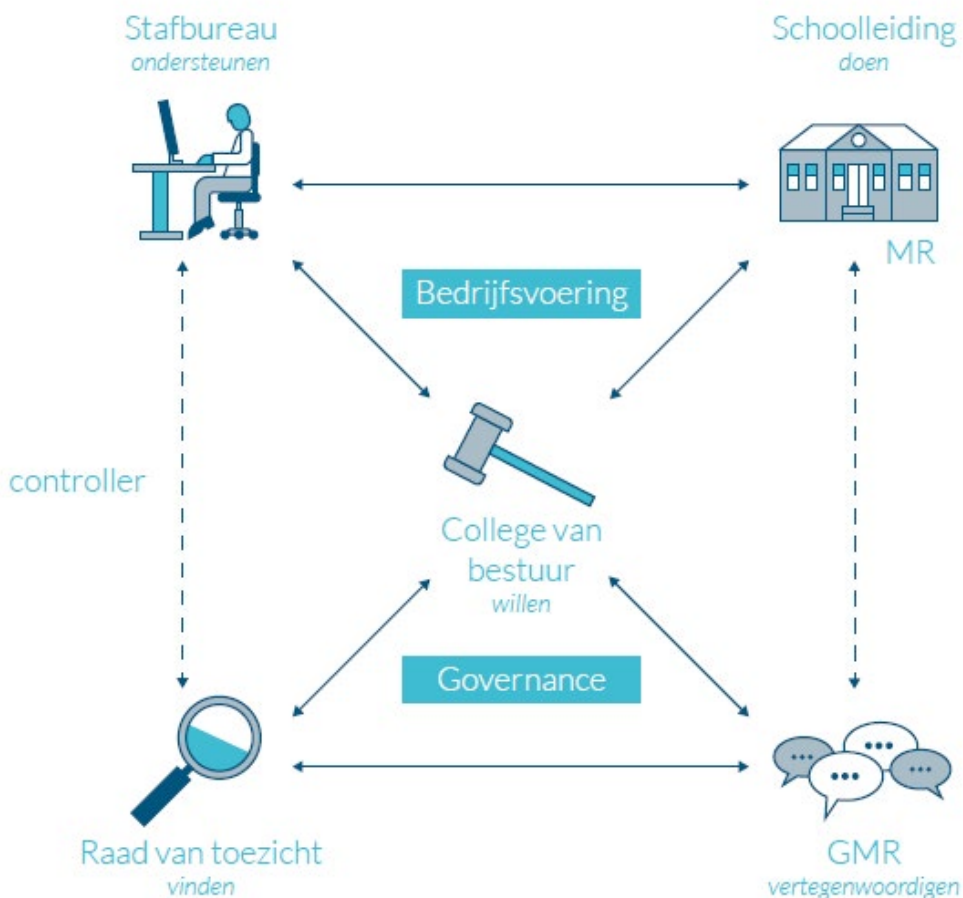 Stafbureau
ondersteunen
Schoolleiding
doen
MR
Bedrijfsvoering
controller
College van
bestuur
willen
Governance
Raad van toezicht
vinden
GMR
vertegenwoordigen